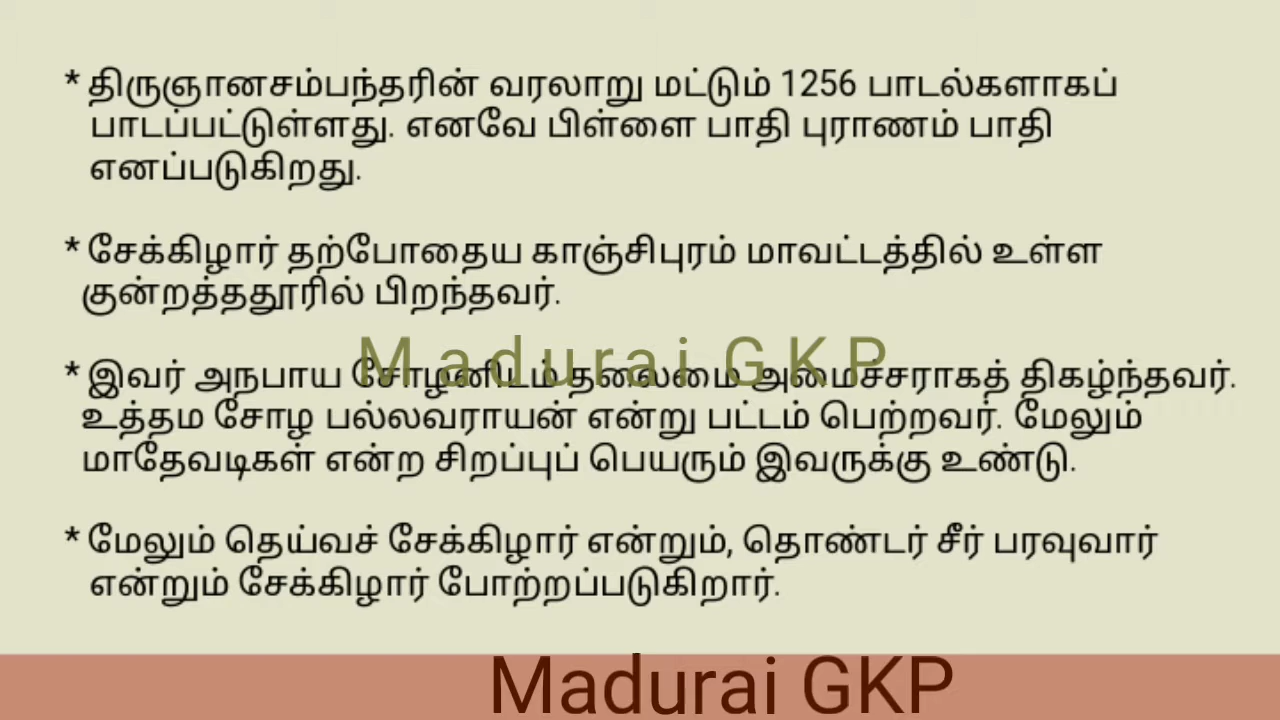 * திருஞானசம்பந்தரின் வரலாறு மட்டும் 1256 பாடல்களாகப்
பாடப்பட்டுள்ளது. எனவே பிள்ளை பாதி புராணம் பாதி
எனப்படுகிறது.
* சேக்கிழார் தற்போதைய காஞ்சிபுரம் மாவட்டத்தில் உள்ள
குன்றத்ததூரில் பிறந்தவர்.
Madurai GKP
* இவர் அநபாய சோழனிடம் தலைமை அமைச்சராகத் திகழ்ந்தவர்.
உத்தம சோழ பல்லவராயன் என்று பட்டம் பெற்றவர். மேலும்
மாதேவடிகள் என்ற சிறப்புப் பெயரும் இவருக்கு உண்டு.
* மேலும் தெய்வச் சேக்கிழார் என்றும், தொண்டர் சீர் பரவுவார்
என்றும் சேக்கிழார் போற்றப்படுகிறார்.
Madurai GKP